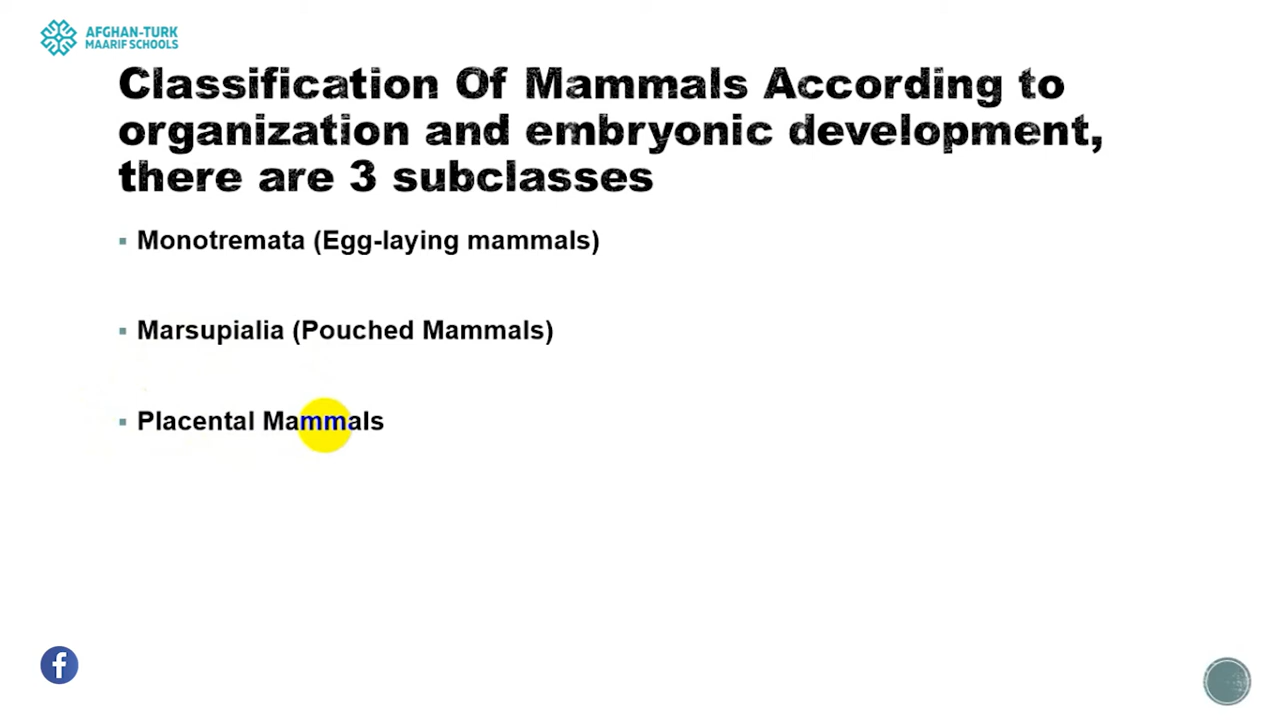 AFGHAN-TURK
MAARIF SCHOOLS
Classification Of Mammals According to
organization and embryonic development,
there are 3 subclasses
Monotremata (Egg-laying mammals)
Marsupialia (Pouched Mammals)
Placental Mammals
f